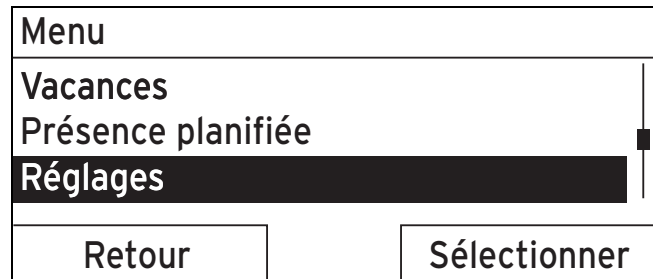 Menu
Vacances
Présence planifiée
Réglages
Retour Sélectionner